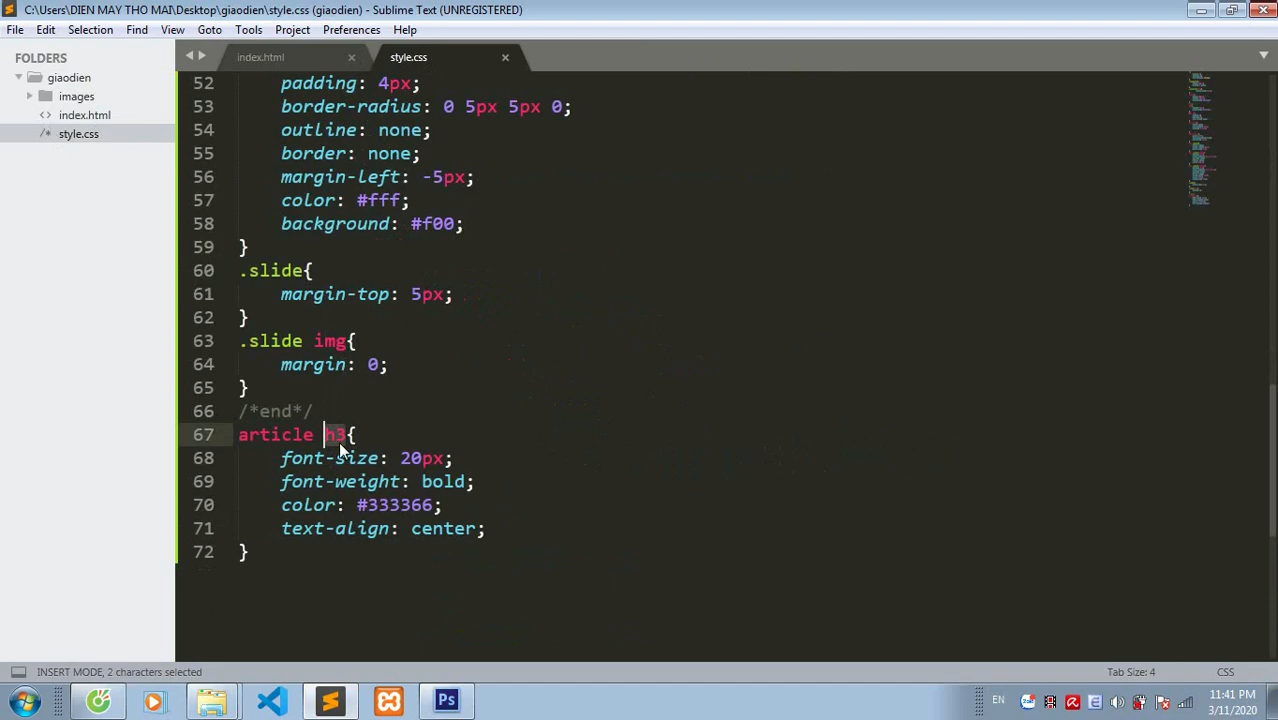 C:\Users\DIEN MAY THO MAI\Desktop\giaodien\style.css (giaodien) - Sublime Text (UNREGISTERED)
File Edit Selection Find View Goto Tools Project Preferences Help
FOLDERS
giaodien
images
index.html
style.css
index.html style.css
52 padding: 4px;
53 border-radius: 0 5px 5px 0;
54 outline: none;
55 border: none;
56 margin-left: -5px;
57 color: #fff;
58 background: #f00;
59 }
60 .slide{
61 margin-top: 5px;
62 }
63 .slide img{
64 margin: 0;
65 }
66 /*end*/
67 article h3{
68 font-size: 20px;
69 font-weight: bold;
70 color: #333366;
71 text-align: center;
72 }
INSERT MODE, 2 characters selected Tab Size: 4 CSS
Ps EN 11:41 PM
3/11/2020